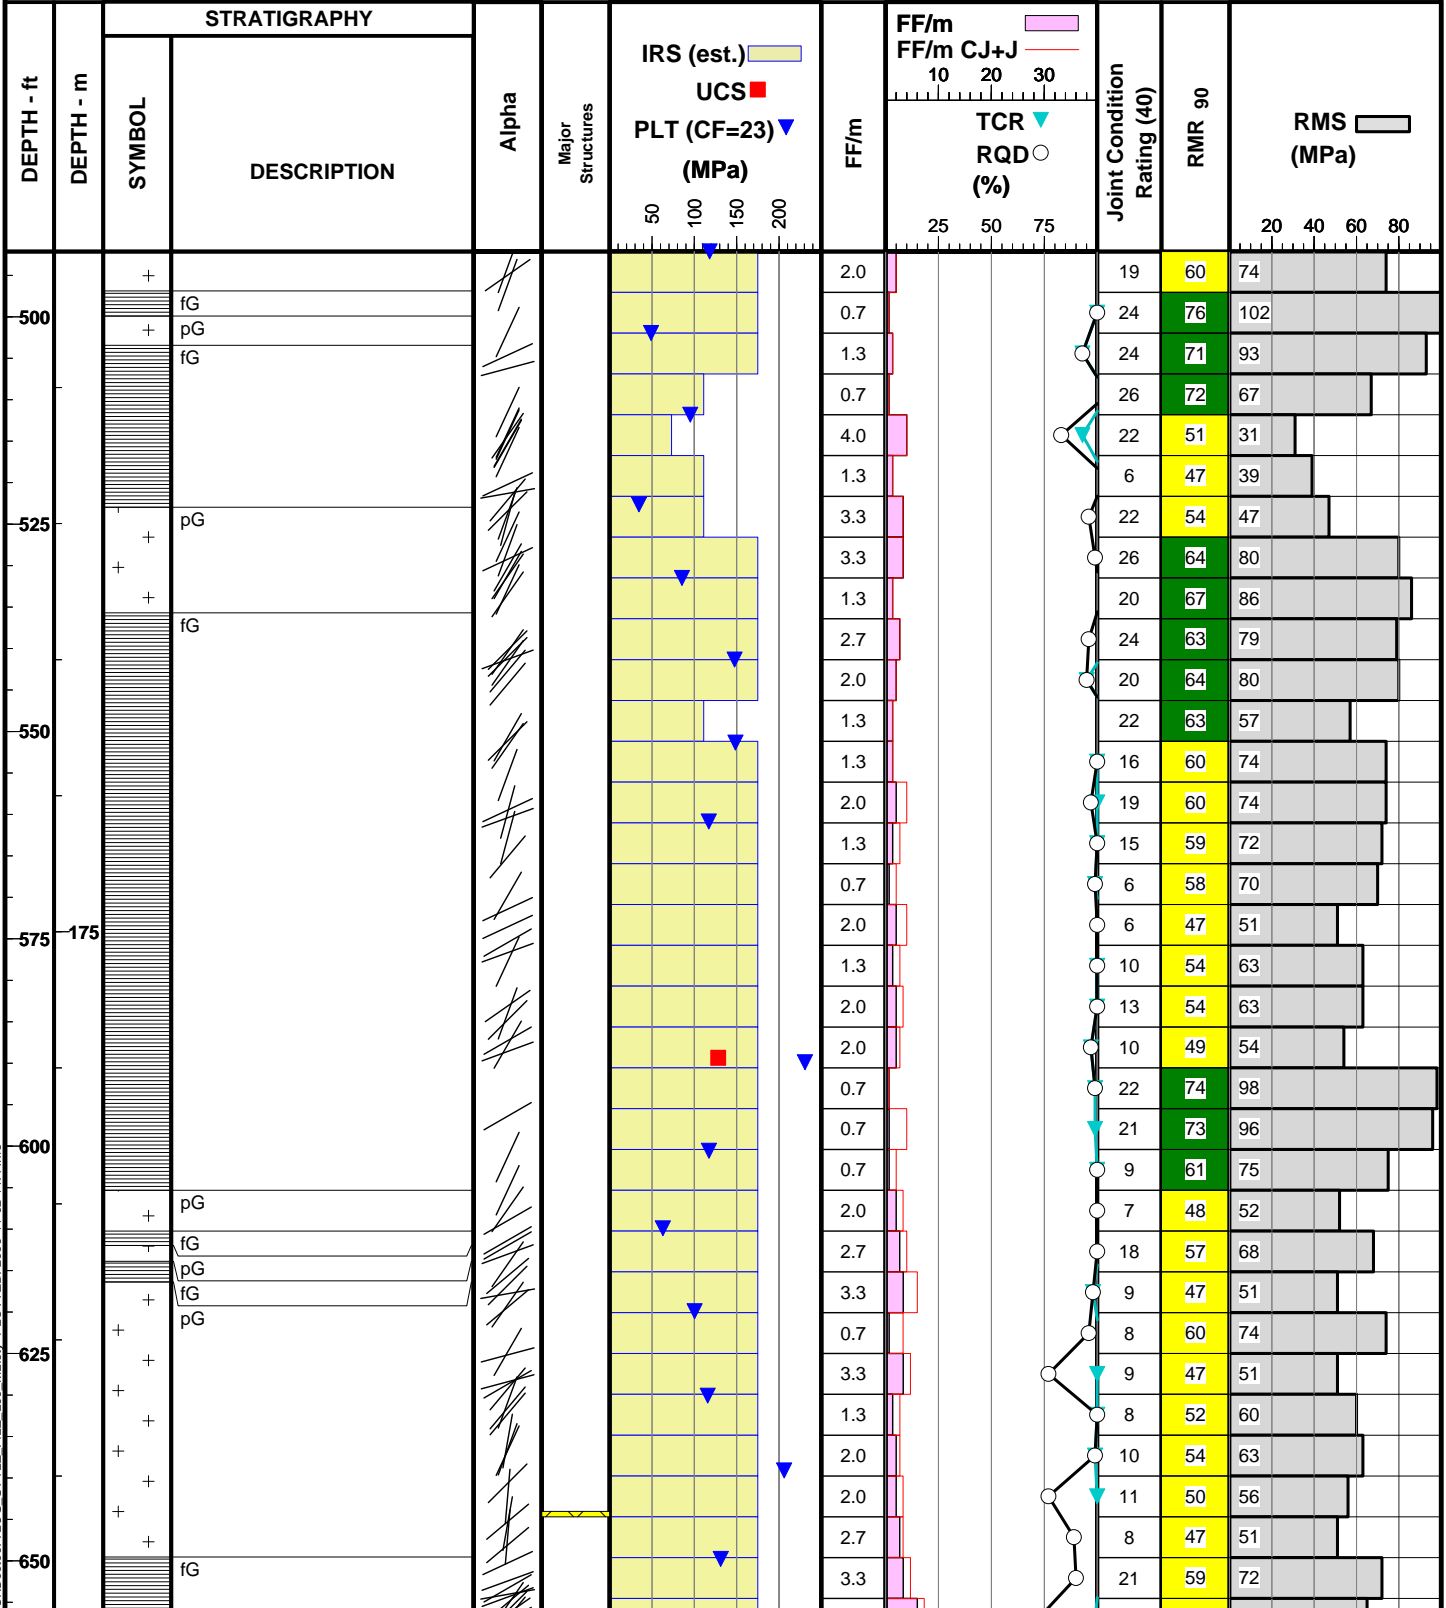 STRATIGRAPHY
DEPTH - ft
DEPTH - m
SYMBOL
DESCRIPTION
Alpha
Major
Structures
IRS (est.)
UCS
PLT (CF=23)
(MPa)
50 100 150 200
FF/m
FF/m
FF/m CJ+J
10 20 30
TCR
RQD
(%)
25 50 75
Joint Condition
Rating (40)
RMR 90
RMS
(MPa)
20 40 60 80
2.0 19 60 74
fG
500 0.7 24 76 102
pG
fG
1.3 24 71 93
0.7 26 72 67
4.0 22 51 31
1.3 6 47 39
pG
525 3.3 22 54 47
3.3 26 64 80
1.3 20 67 86
fG
2.7 24 63 79
2.0 20 64 80
550 1.3 22 63 57
1.3 16 60 74
2.0 19 60 74
1.3 15 59 72
0.7 6 58 70
575 175 2.0 6 47 51
1.3 10 54 63
2.0 13 54 63
2.0 10 49 54
0.7 22 74 98
600 0.7 21 73 96
0.7 9 61 75
pG
2.0 7 48 52
fG
2.7 18 57 68
pG
fG
3.3 9 47 51
pG
0.7 8 60 74
625 3.3 9 47 51
1.3 8 52 60
2.0 10 54 63
2.0 11 50 56
2.7 8 47 51
650 fG
3.3 21 59 72